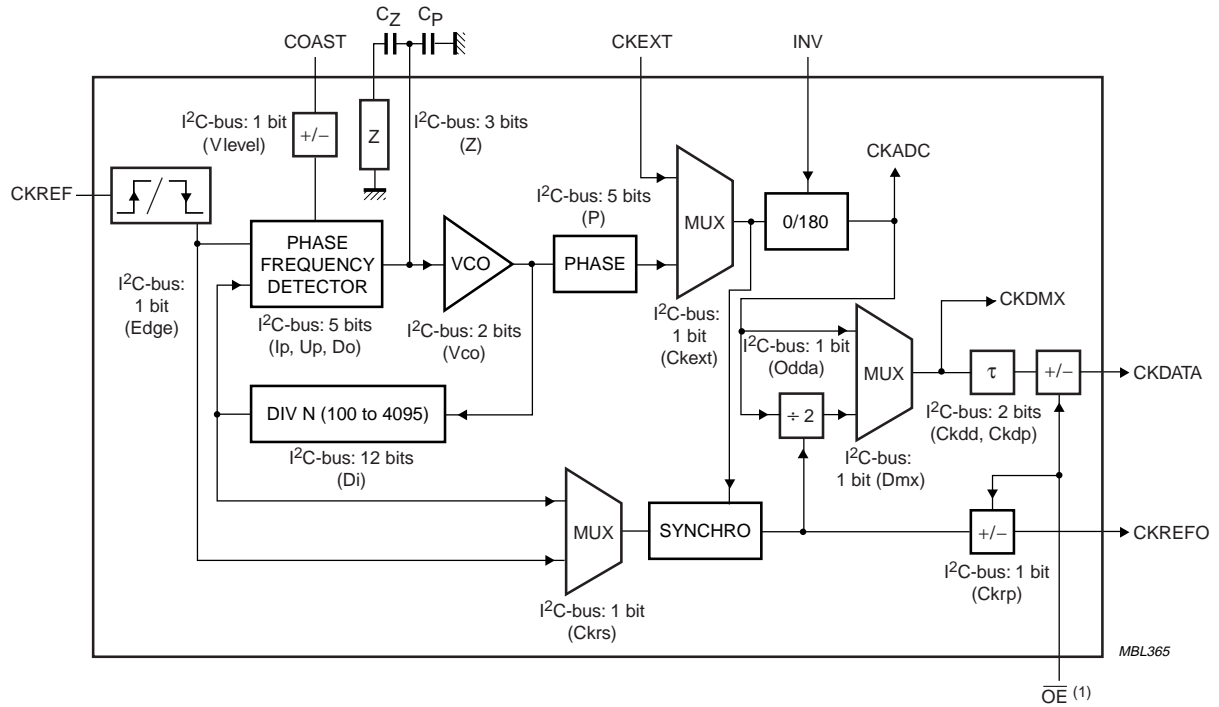 CZ CP
COAST
CKEXT
INV
I2C-bus: 1 bit
(Vlevel)
+/−
Z
I2C-bus: 3 bits
(Z)
CKADC
CKREF
/
I2C-bus: 5 bits
(P)
MUX
0/180
PHASE
FREQUENCY
DETECTOR
VCO
PHASE
I2C-bus:
1 bit
(Edge)
I2C-bus: 5 bits
(Ip, Up, Do)
I2C-bus: 2 bits
(Vco)
I2C-bus:
1 bit
(Ckext)
CKDMX
I2C-bus: 1 bit
(Odda)
MUX
τ
+/−
CKDATA
DIV N (100 to 4095)
÷ 2
I2C-bus: 2 bits
(Ckdd, Ckdp)
I2C-bus: 12 bits
(Di)
I2C-bus:
1 bit (Dmx)
MUX
SYNCHRO
+/−
CKREFO
I2C-bus: 1 bit
(Ckrp)
I2C-bus: 1 bit
(Ckrs)
MBL365
OE (1)